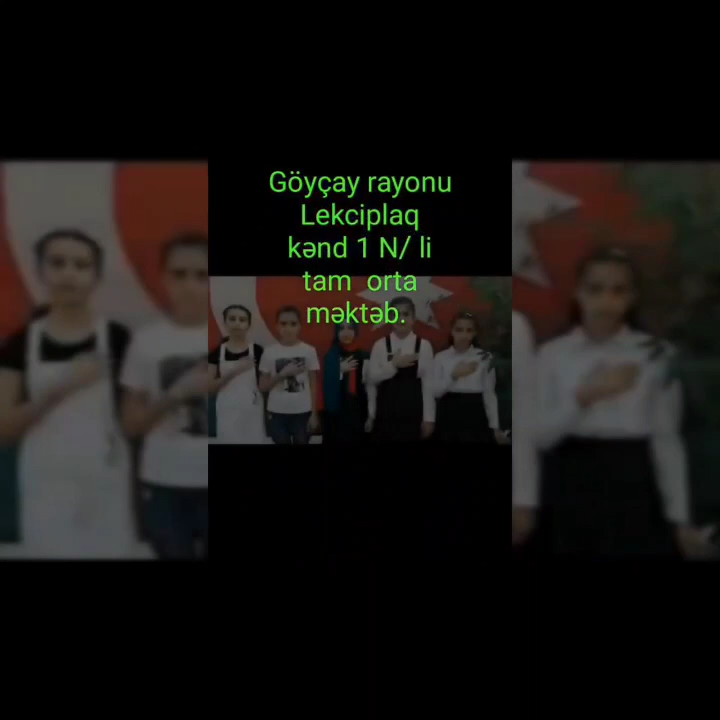 Göyçay rayonu
Lekciplaq
kənd 1 N/ li
tam  orta
məktəb.